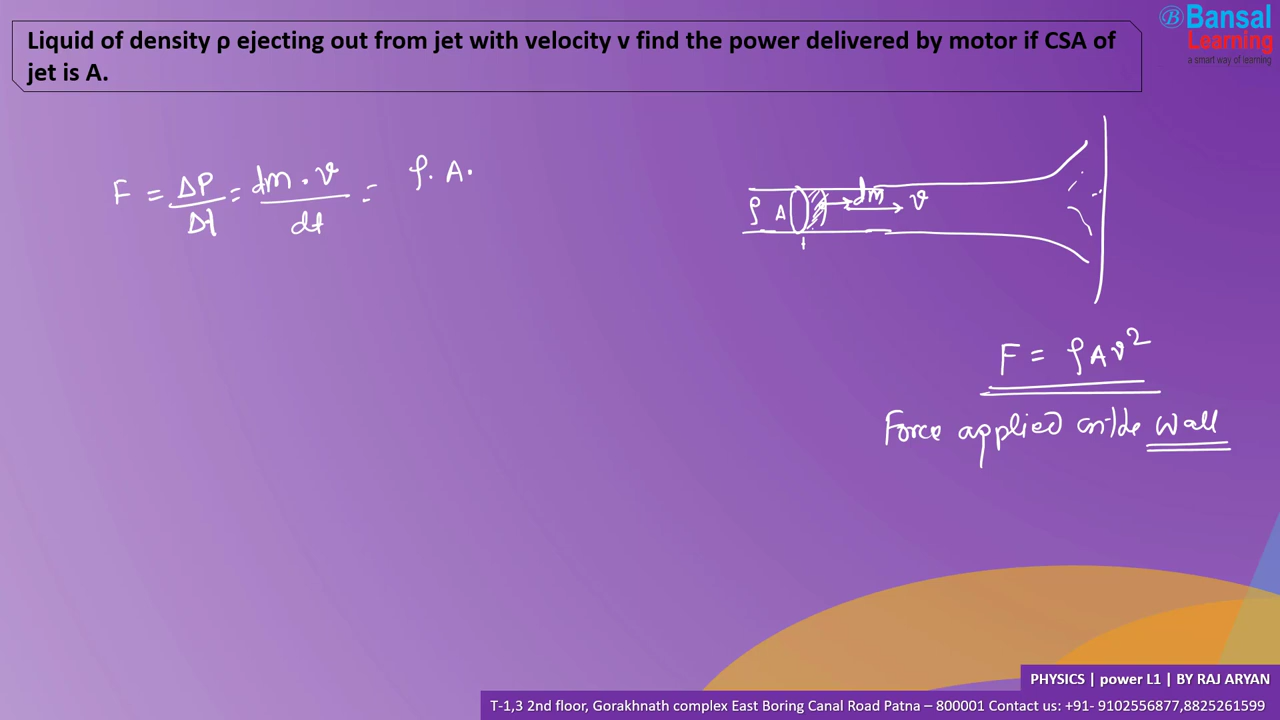 Liquid of density ρ ejecting out from jet with velocity v find the power delivered by motor if CSA of
jet is A.
Bansal
Learning
a smart way of learning
F = ΔP/Δt = dm · v/dt = ρ · A ·
ρ A dm v
F = ρAv²
Force applied on the wall
PHYSICS | power L1 | BY RAJ ARYAN
T-1,3 2nd floor, Gorakhnath complex East Boring Canal Road Patna – 800001 Contact us: +91- 9102556877,8825261599